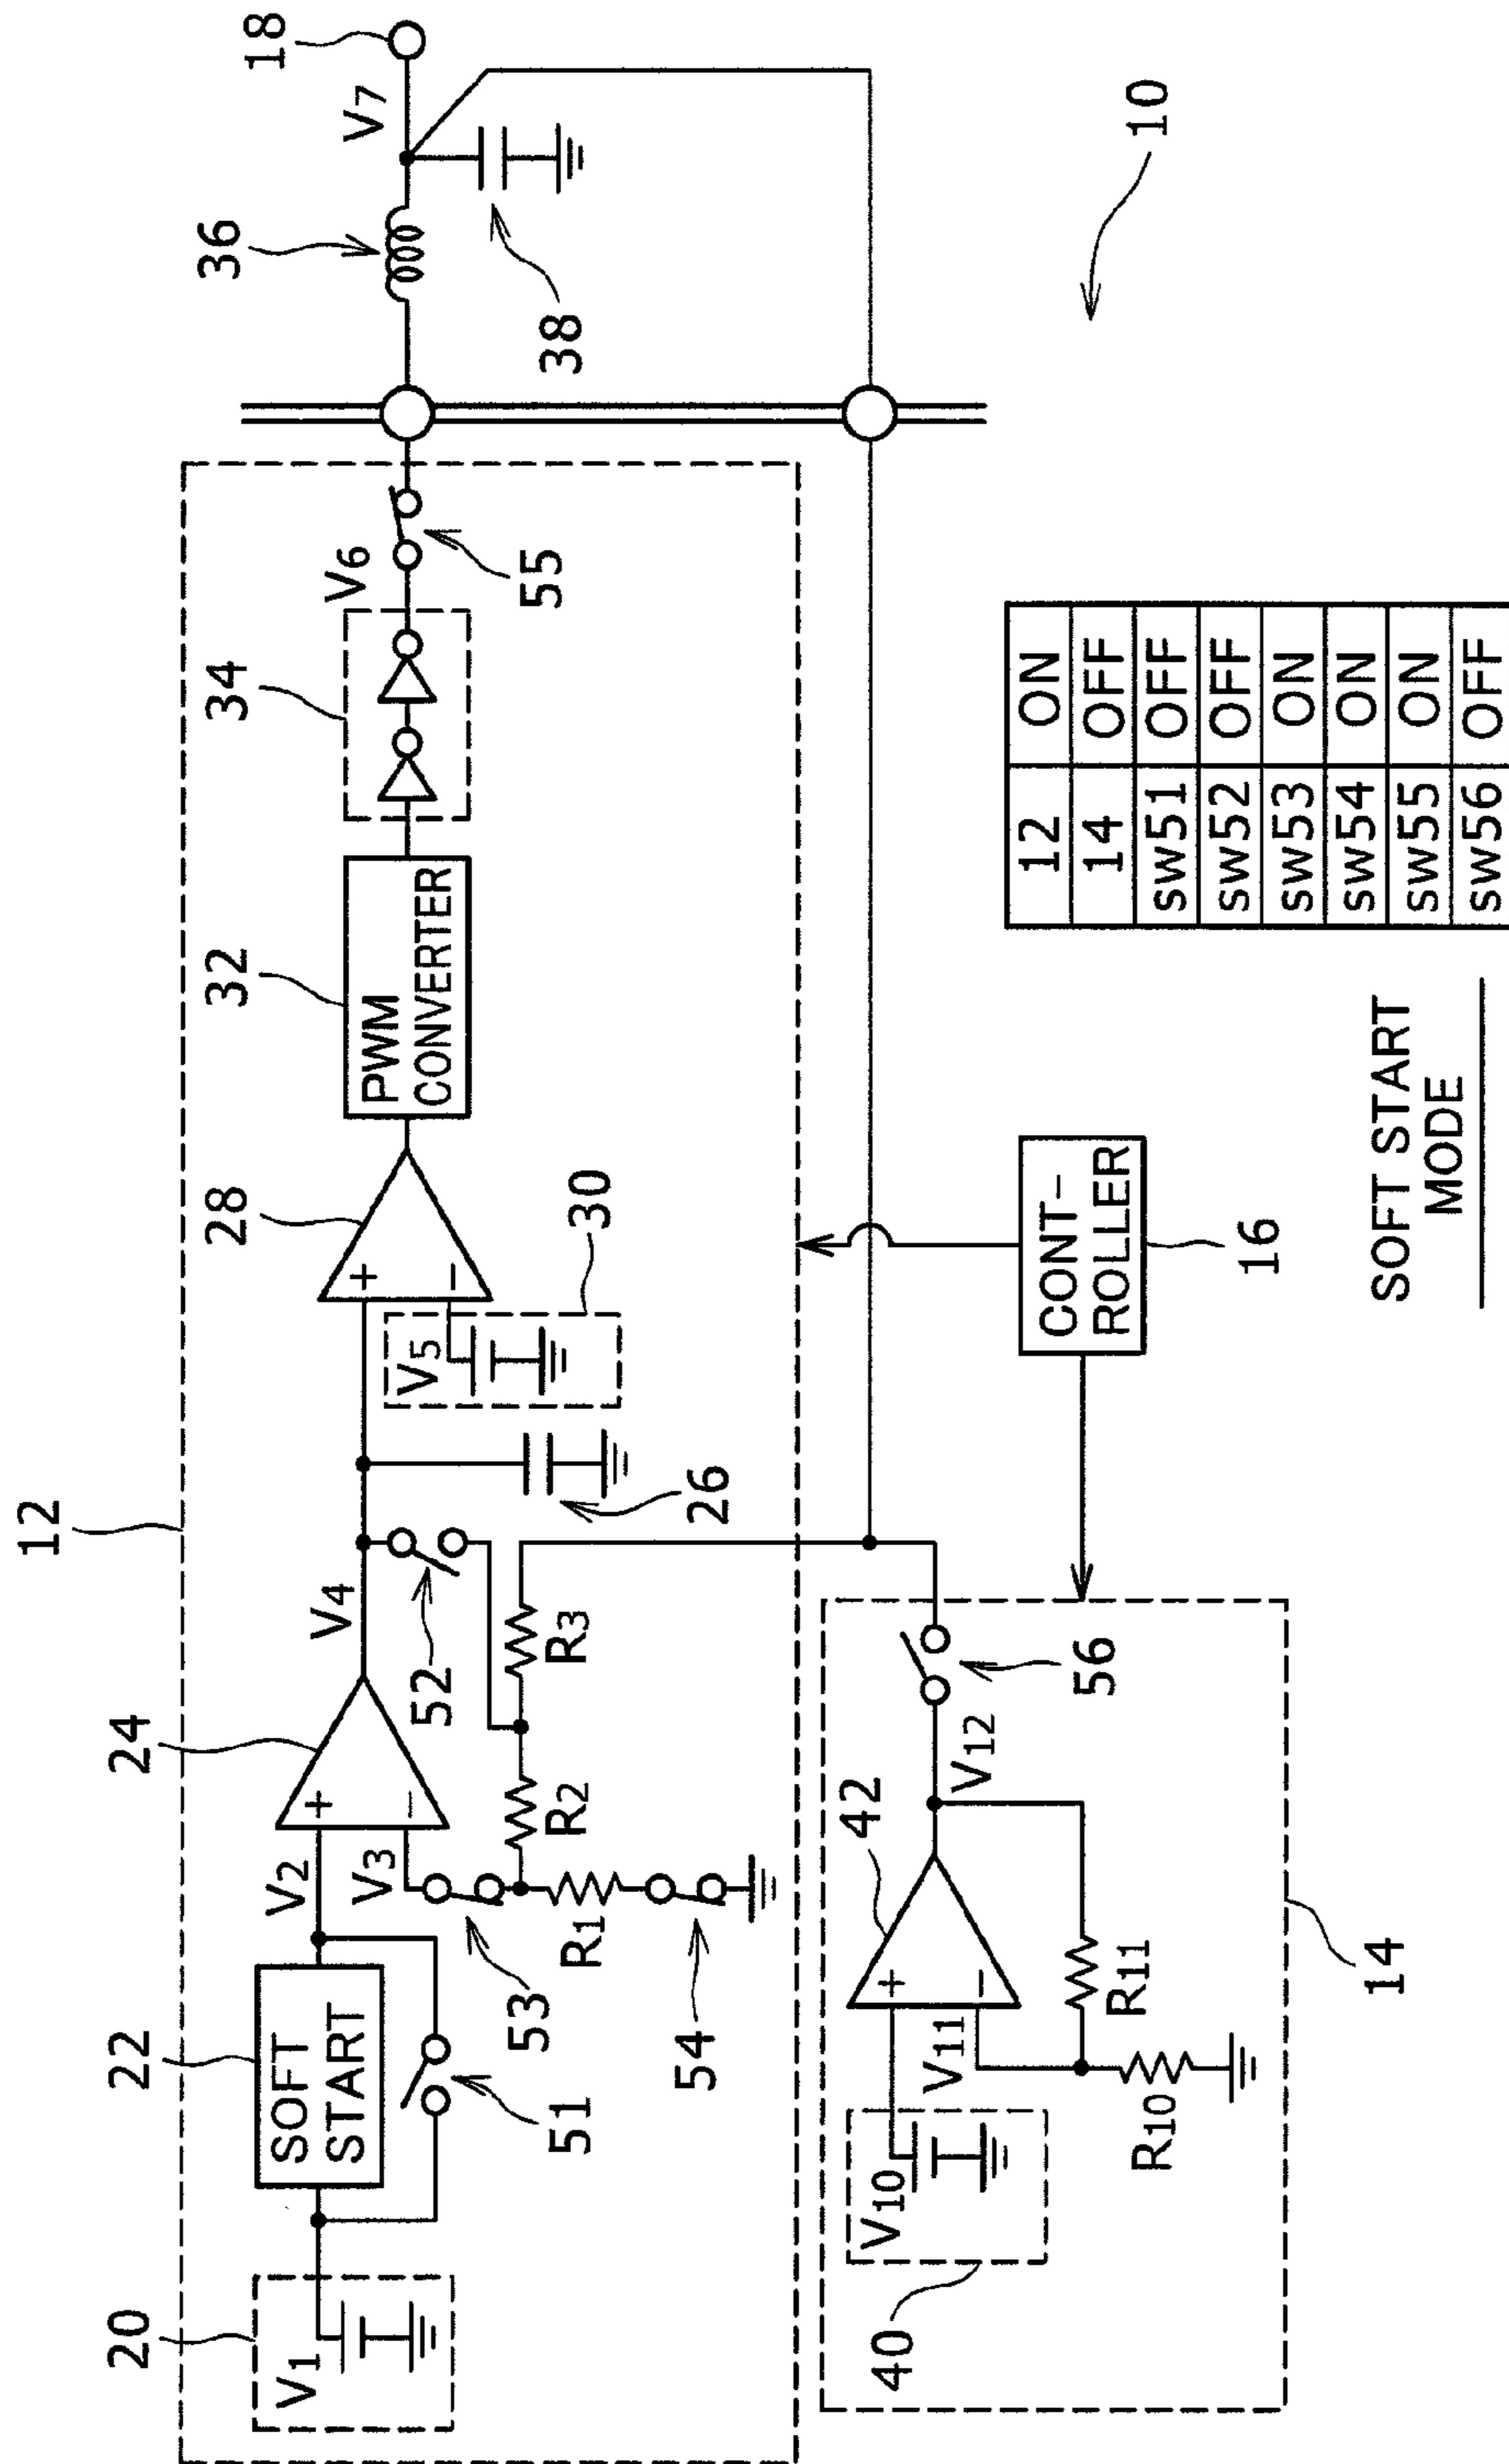 12
20
V1
22
SOFT
START
51
V2
24
V3
53
R1
54
R2
R3
52
V4
26
V5
30
28
32
PWM
CONVERTER
34
V6
55
36
V7
38
18
10
40
V10
V11
42
R10
R11
V12
56
14
CONT-
ROLLER
16
12 ON
14 OFF
sw51 OFF
sw52 OFF
sw53 ON
sw54 ON
sw55 ON
sw56 OFF
SOFT START
MODE
+
−
+
−
+
−